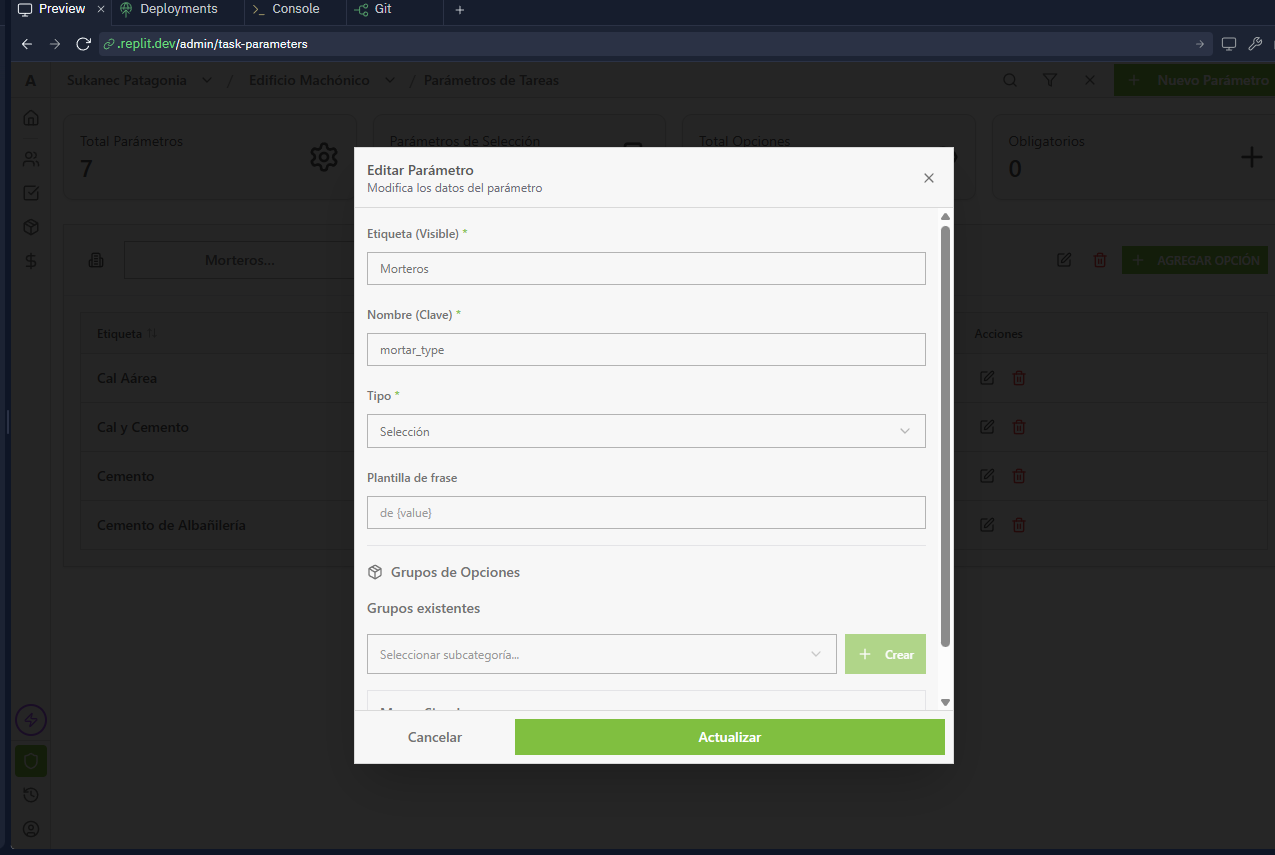 Preview
Deployments
Console
Git
.replit.dev/admin/task-parameters
A
Sukanec Patagonia / Edificio Machónico / Parámetros de Tareas
Nuevo Parámetro
Total Parámetros
7
Parámetros de Selección
Total Opciones
Obligatorios
0
Morteros...
AGREGAR OPCIÓN
Etiqueta
Acciones
Cal Aárea
Cal y Cemento
Cemento
Cemento de Albañilería
Editar Parámetro
Modifica los datos del parámetro
Etiqueta (Visible) *
Morteros
Nombre (Clave) *
mortar_type
Tipo *
Selección
Plantilla de frase
de {value}
Grupos de Opciones
Grupos existentes
Seleccionar subcategoría...
Crear
Cancelar
Actualizar